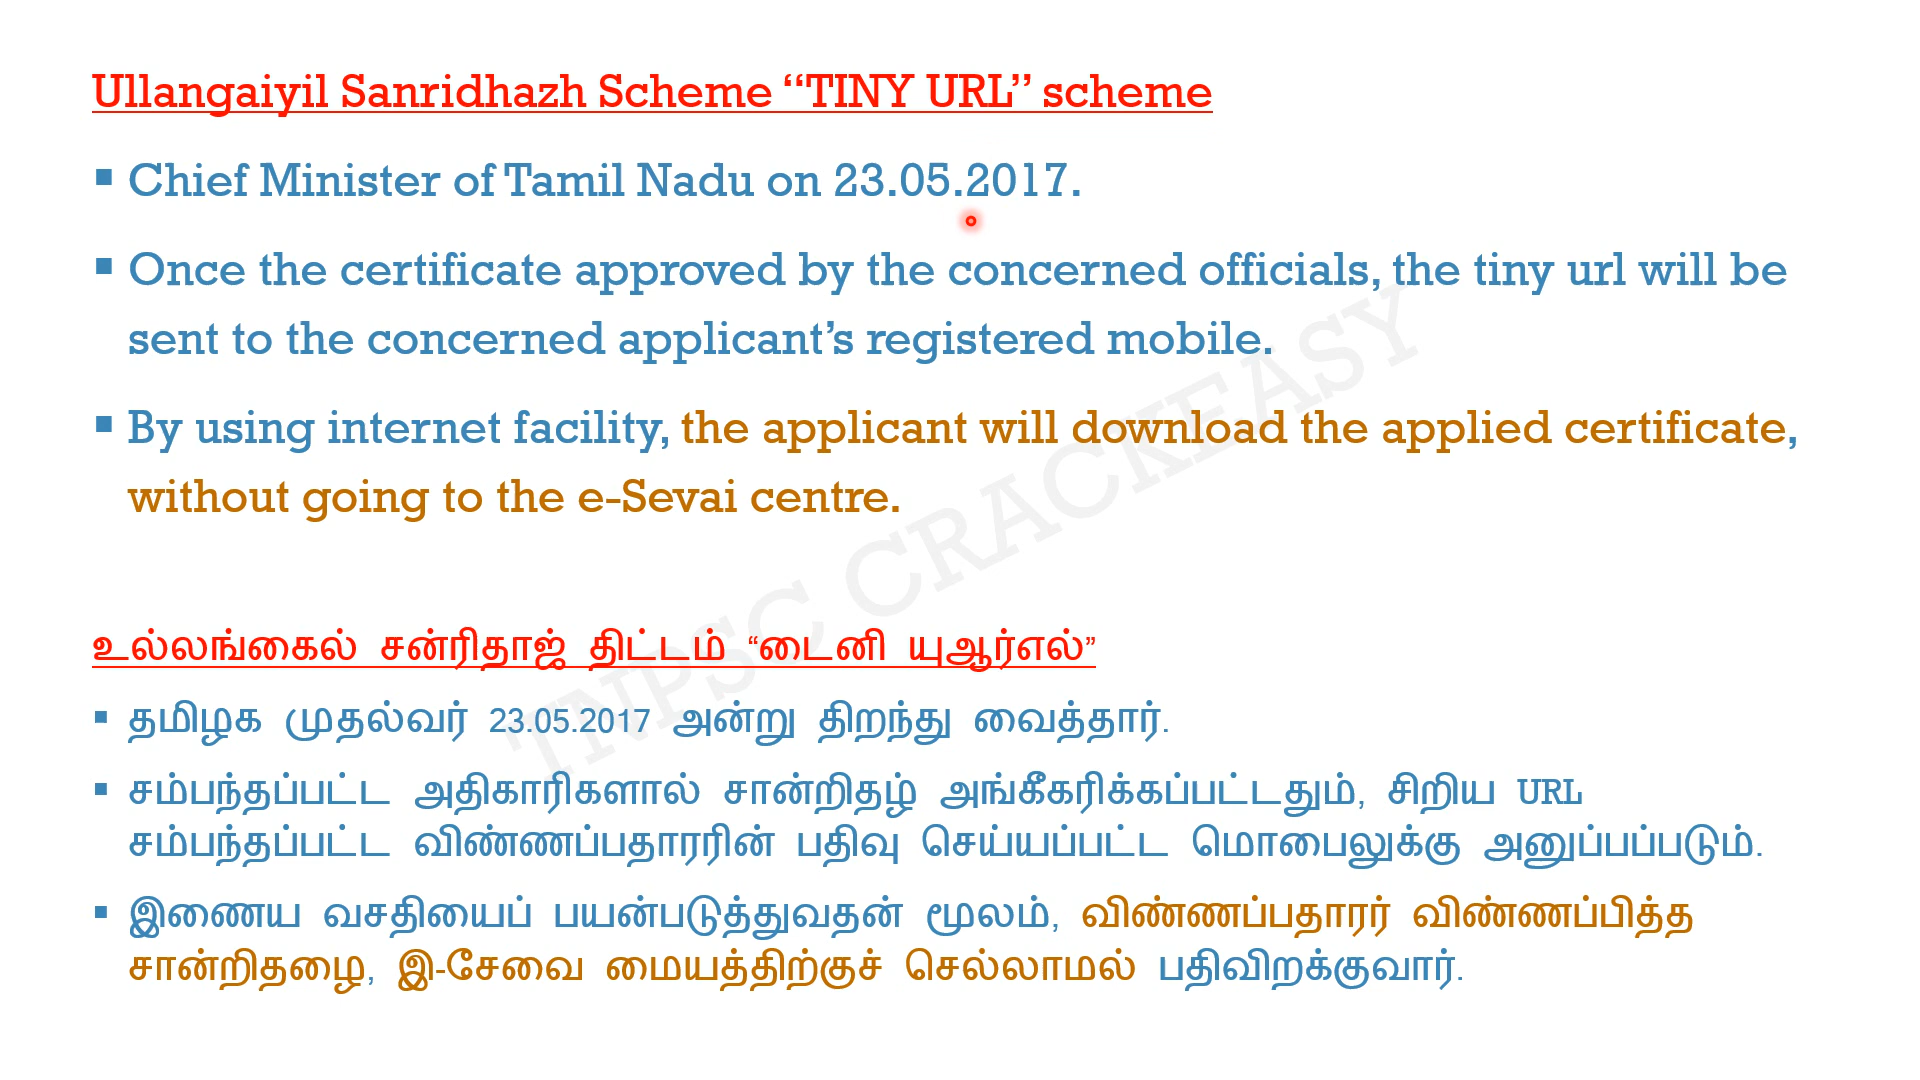 Ullangaiyil Sanridhazh Scheme “TINY URL” scheme
▪ Chief Minister of Tamil Nadu on 23.05.2017.
▪ Once the certificate approved by the concerned officials, the tiny url will be
sent to the concerned applicant’s registered mobile.
▪ By using internet facility, the applicant will download the applied certificate,
without going to the e-Sevai centre.
TNPSC CRACKEASY
உல்லங்கைல் சன்ரிதாஜ் திட்டம் “டைனி யுஆர்எல்”
▪ தமிழக முதல்வர் 23.05.2017 அன்று திறந்து வைத்தார்.
▪ சம்பந்தப்பட்ட அதிகாரிகளால் சான்றிதழ் அங்கீகரிக்கப்பட்டதும், சிறிய URL
சம்பந்தப்பட்ட விண்ணப்பதாரரின் பதிவு செய்யப்பட்ட மொபைலுக்கு அனுப்பப்படும்.
▪ இணைய வசதியைப் பயன்படுத்துவதன் மூலம், விண்ணப்பதாரர் விண்ணப்பித்த
சான்றிதழை, இ-சேவை மையத்திற்குச் செல்லாமல் பதிவிறக்குவார்.